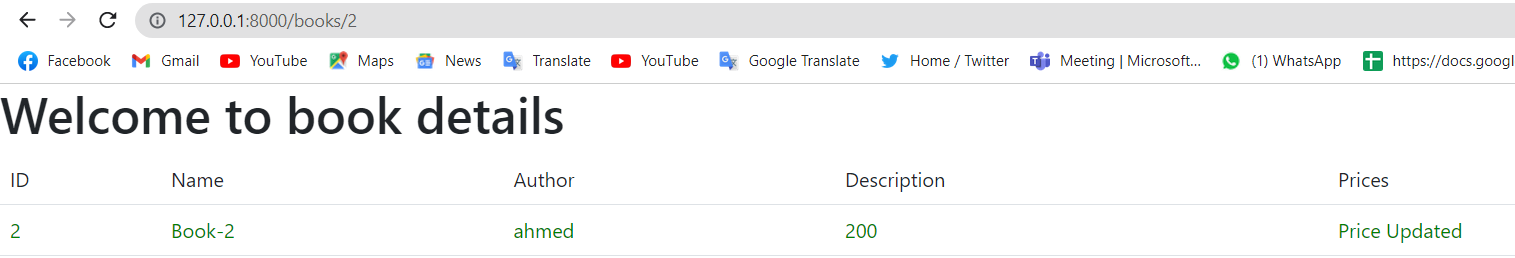 127.0.0.1:8000/books/2
Facebook Gmail YouTube Maps News Translate YouTube Google Translate Home / Twitter Meeting | Microsoft... (1) WhatsApp https://docs.googl
Welcome to book details
ID Name Author Description Prices
2 Book-2 ahmed 200 Price Updated